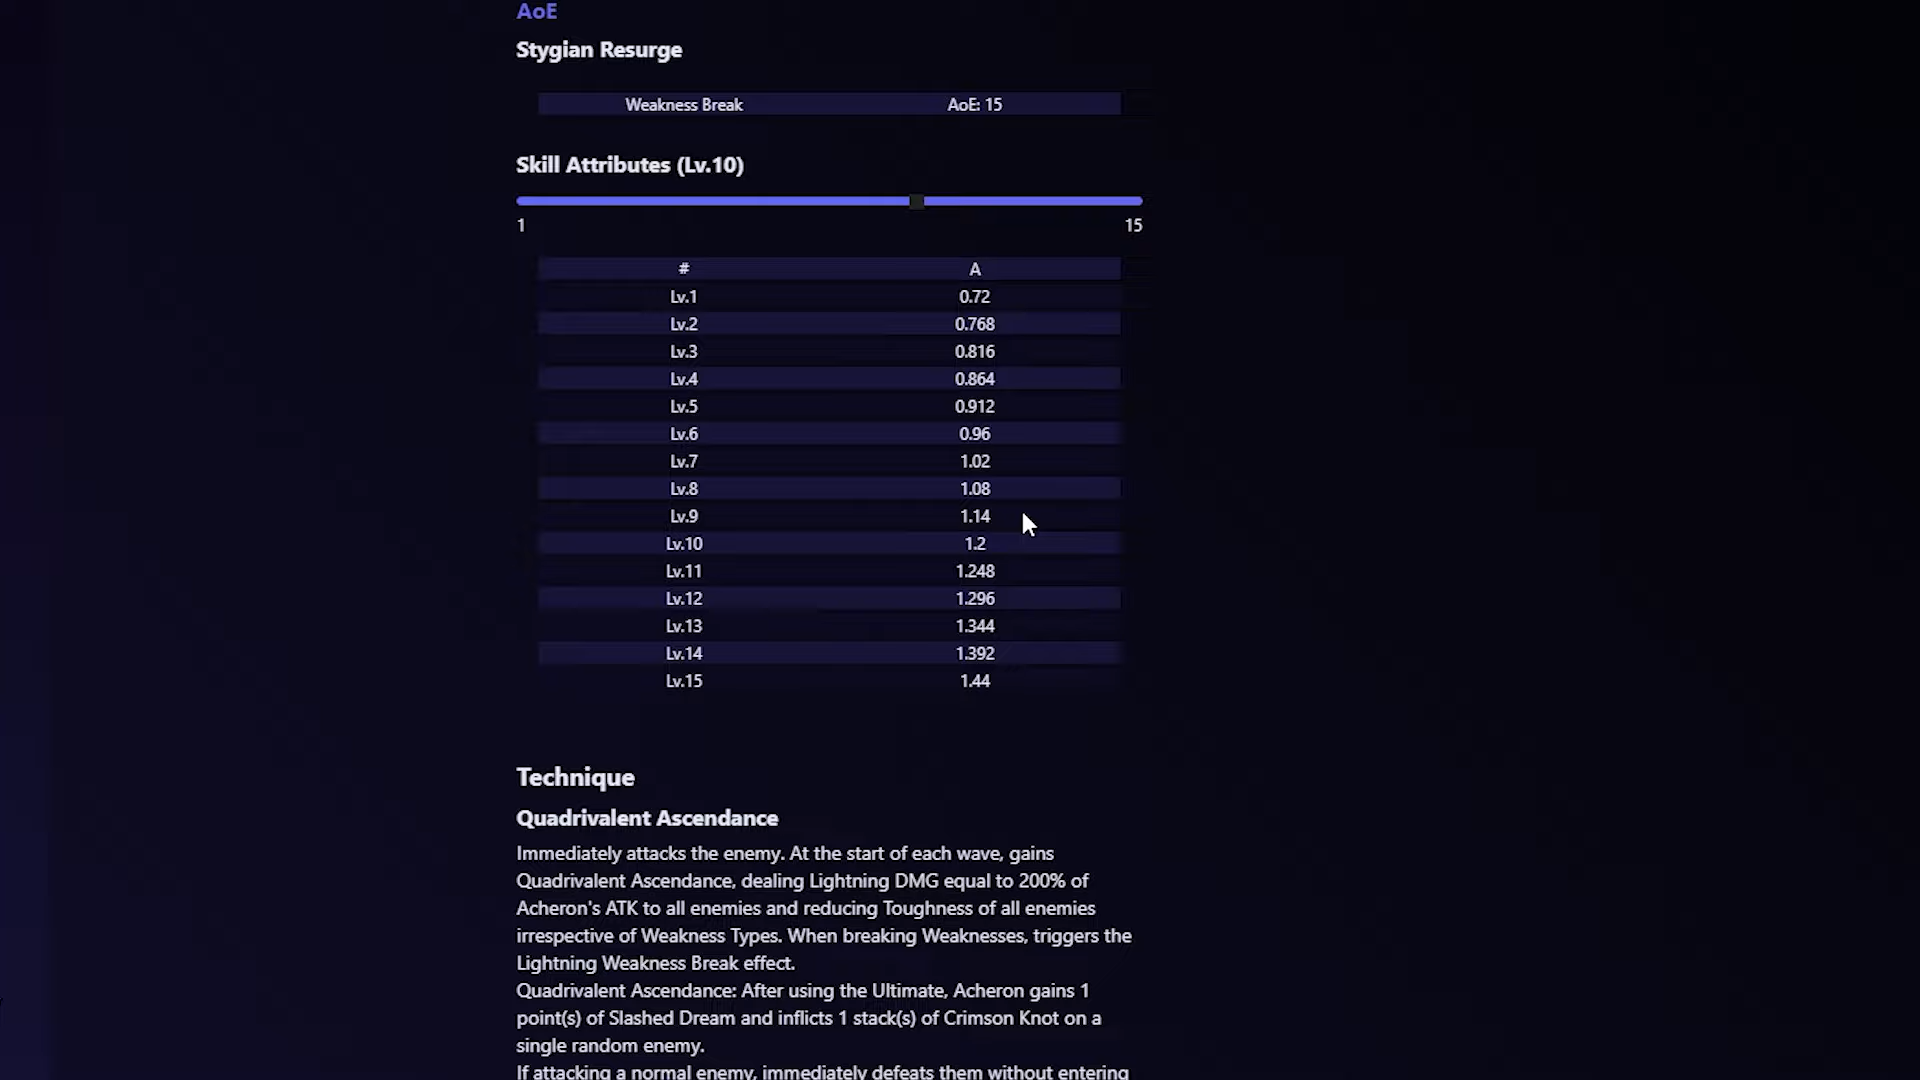 AoE
Stygian Resurge
Weakness Break AoE: 15
Skill Attributes (Lv.10)
1 15
# A
Lv.1 0.72
Lv.2 0.768
Lv.3 0.816
Lv.4 0.864
Lv.5 0.912
Lv.6 0.96
Lv.7 1.02
Lv.8 1.08
Lv.9 1.14
Lv.10 1.2
Lv.11 1.248
Lv.12 1.296
Lv.13 1.344
Lv.14 1.392
Lv.15 1.44
Technique
Quadrivalent Ascendance
Immediately attacks the enemy. At the start of each wave, gains
Quadrivalent Ascendance, dealing Lightning DMG equal to 200% of
Acheron's ATK to all enemies and reducing Toughness of all enemies
irrespective of Weakness Types. When breaking Weaknesses, triggers the
Lightning Weakness Break effect.
Quadrivalent Ascendance: After using the Ultimate, Acheron gains 1
point(s) of Slashed Dream and inflicts 1 stack(s) of Crimson Knot on a
single random enemy.
If attacking a normal enemy, immediately defeats them without entering